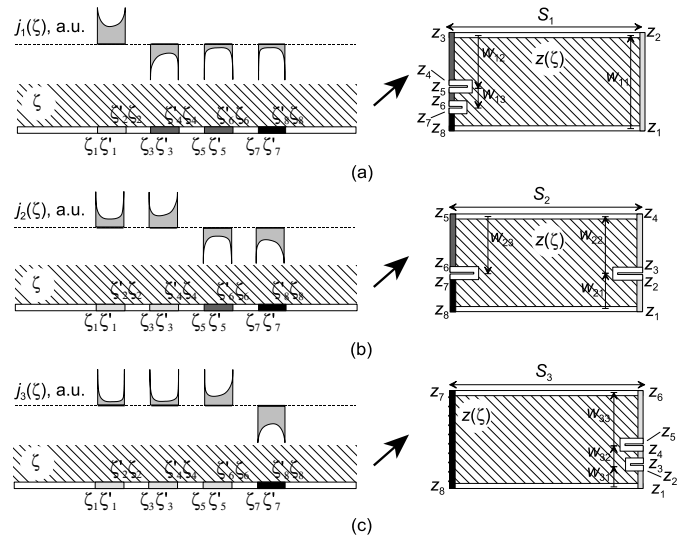 j₁(ζ), a.u.
ζ
ζ'₂ζ₂ ζ'₄ζ₄ ζ'₆ζ₆ ζ'₈ζ₈
ζ₁ζ'₁ ζ₃ζ'₃ ζ₅ζ'₅ ζ₇ζ'₇
S₁
z₃ z₂
w₁₂ z(ζ) w₁₁
z₄
z₅
w₁₃
z₆
z₇
z₈ z₁
(a)
j₂(ζ), a.u.
ζ
ζ'₂ζ₂ ζ'₄ζ₄ ζ'₆ζ₆ ζ'₈ζ₈
ζ₁ζ'₁ ζ₃ζ'₃ ζ₅ζ'₅ ζ₇ζ'₇
S₂
z₅ z₄
w₂₃ z(ζ) w₂₂
z₆ z₃
z₇ w₂₁ z₂
z₈ z₁
(b)
j₃(ζ), a.u.
ζ
ζ'₂ζ₂ ζ'₄ζ₄ ζ'₆ζ₆ ζ'₈ζ₈
ζ₁ζ'₁ ζ₃ζ'₃ ζ₅ζ'₅ ζ₇ζ'₇
S₃
z₇ z₆
z(ζ) w₃₃
z₅
w₃₂ z₄
z₃
w₃₁ z₂
z₈ z₁
(c)